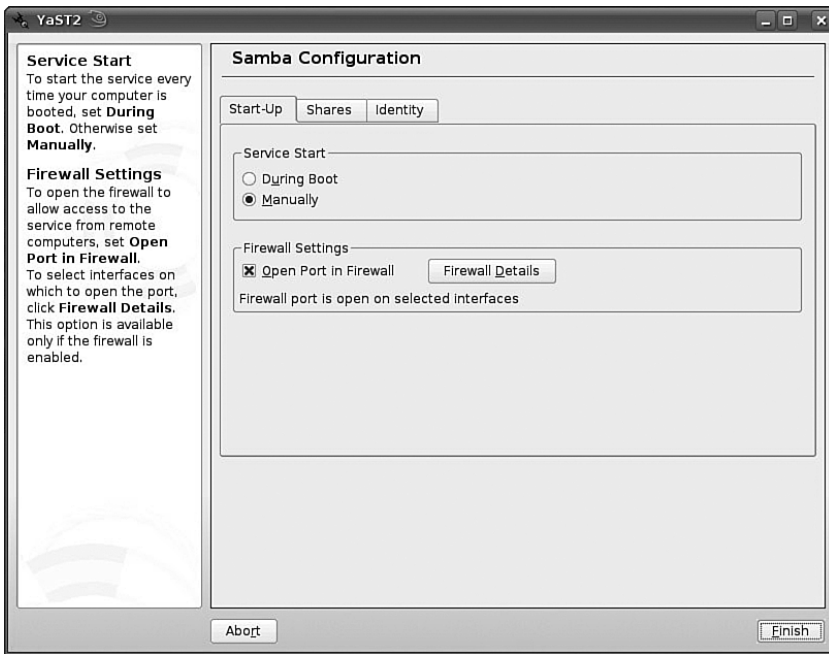 YaST2
Service Start
To start the service every
time your computer is
booted, set During
Boot. Otherwise set
Manually.
Firewall Settings
To open the firewall to
allow access to the
service from remote
computers, set Open
Port in Firewall.
To select interfaces on
which to open the port,
click Firewall Details.
This option is available
only if the firewall is
enabled.
Samba Configuration
Start-Up Shares Identity
Service Start
During Boot
Manually
Firewall Settings
Open Port in Firewall Firewall Details
Firewall port is open on selected interfaces
Abort Finish